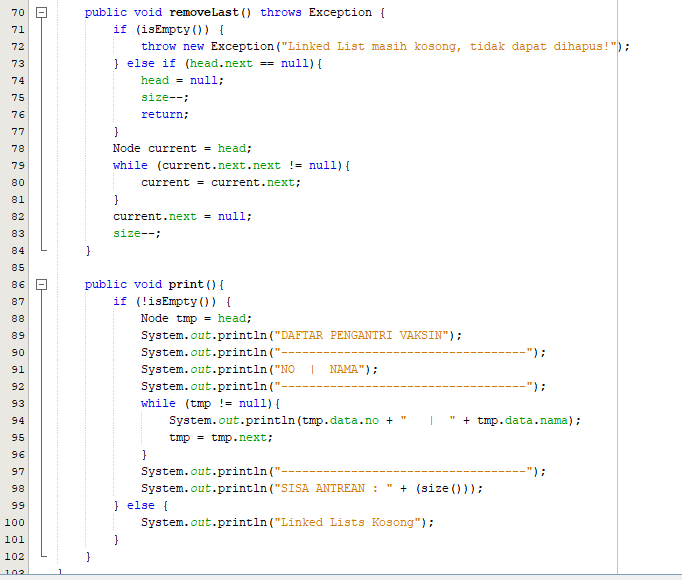 70 public void removeLast() throws Exception {
71 if (isEmpty()) {
72 throw new Exception("Linked List masih kosong, tidak dapat dihapus!");
73 } else if (head.next == null){
74 head = null;
75 size--;
76 return;
77 }
78 Node current = head;
79 while (current.next.next != null){
80 current = current.next;
81 }
82 current.next = null;
83 size--;
84 }
85
86 public void print(){
87 if (!isEmpty()) {
88 Node tmp = head;
89 System.out.println("DAFTAR PENGANTRI VAKSIN");
90 System.out.println("-----------------------------------");
91 System.out.println("NO  |  NAMA");
92 System.out.println("-----------------------------------");
93 while (tmp != null){
94 System.out.println(tmp.data.no + "   |  " + tmp.data.nama);
95 tmp = tmp.next;
96 }
97 System.out.println("-----------------------------------");
98 System.out.println("SISA ANTREAN : " + (size()));
99 } else {
100 System.out.println("Linked Lists Kosong");
101 }
102 }